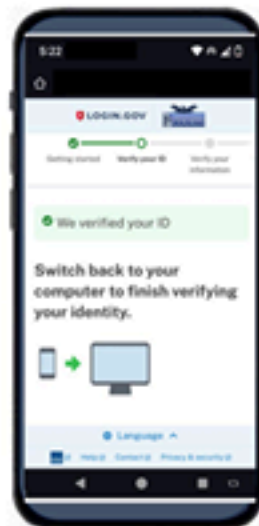 5:22
LOGIN.GOV
Getting started
Verify your ID
Verify your
information
We verified your ID
Switch back to your
computer to finish verifying
your identity.
Language
Help Contact Privacy & security